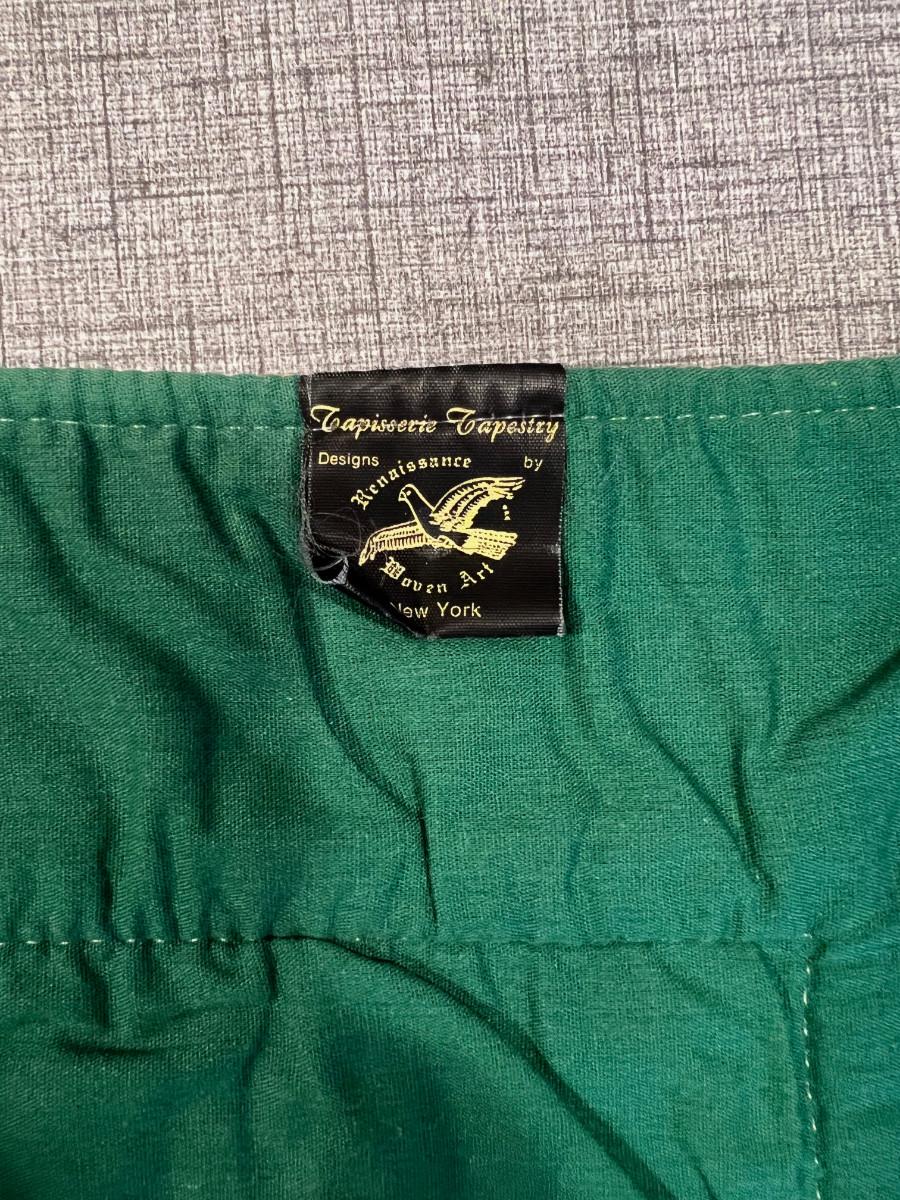 Tapisserie Tapestry
Designs by
Renaissance
Woven Art
New York